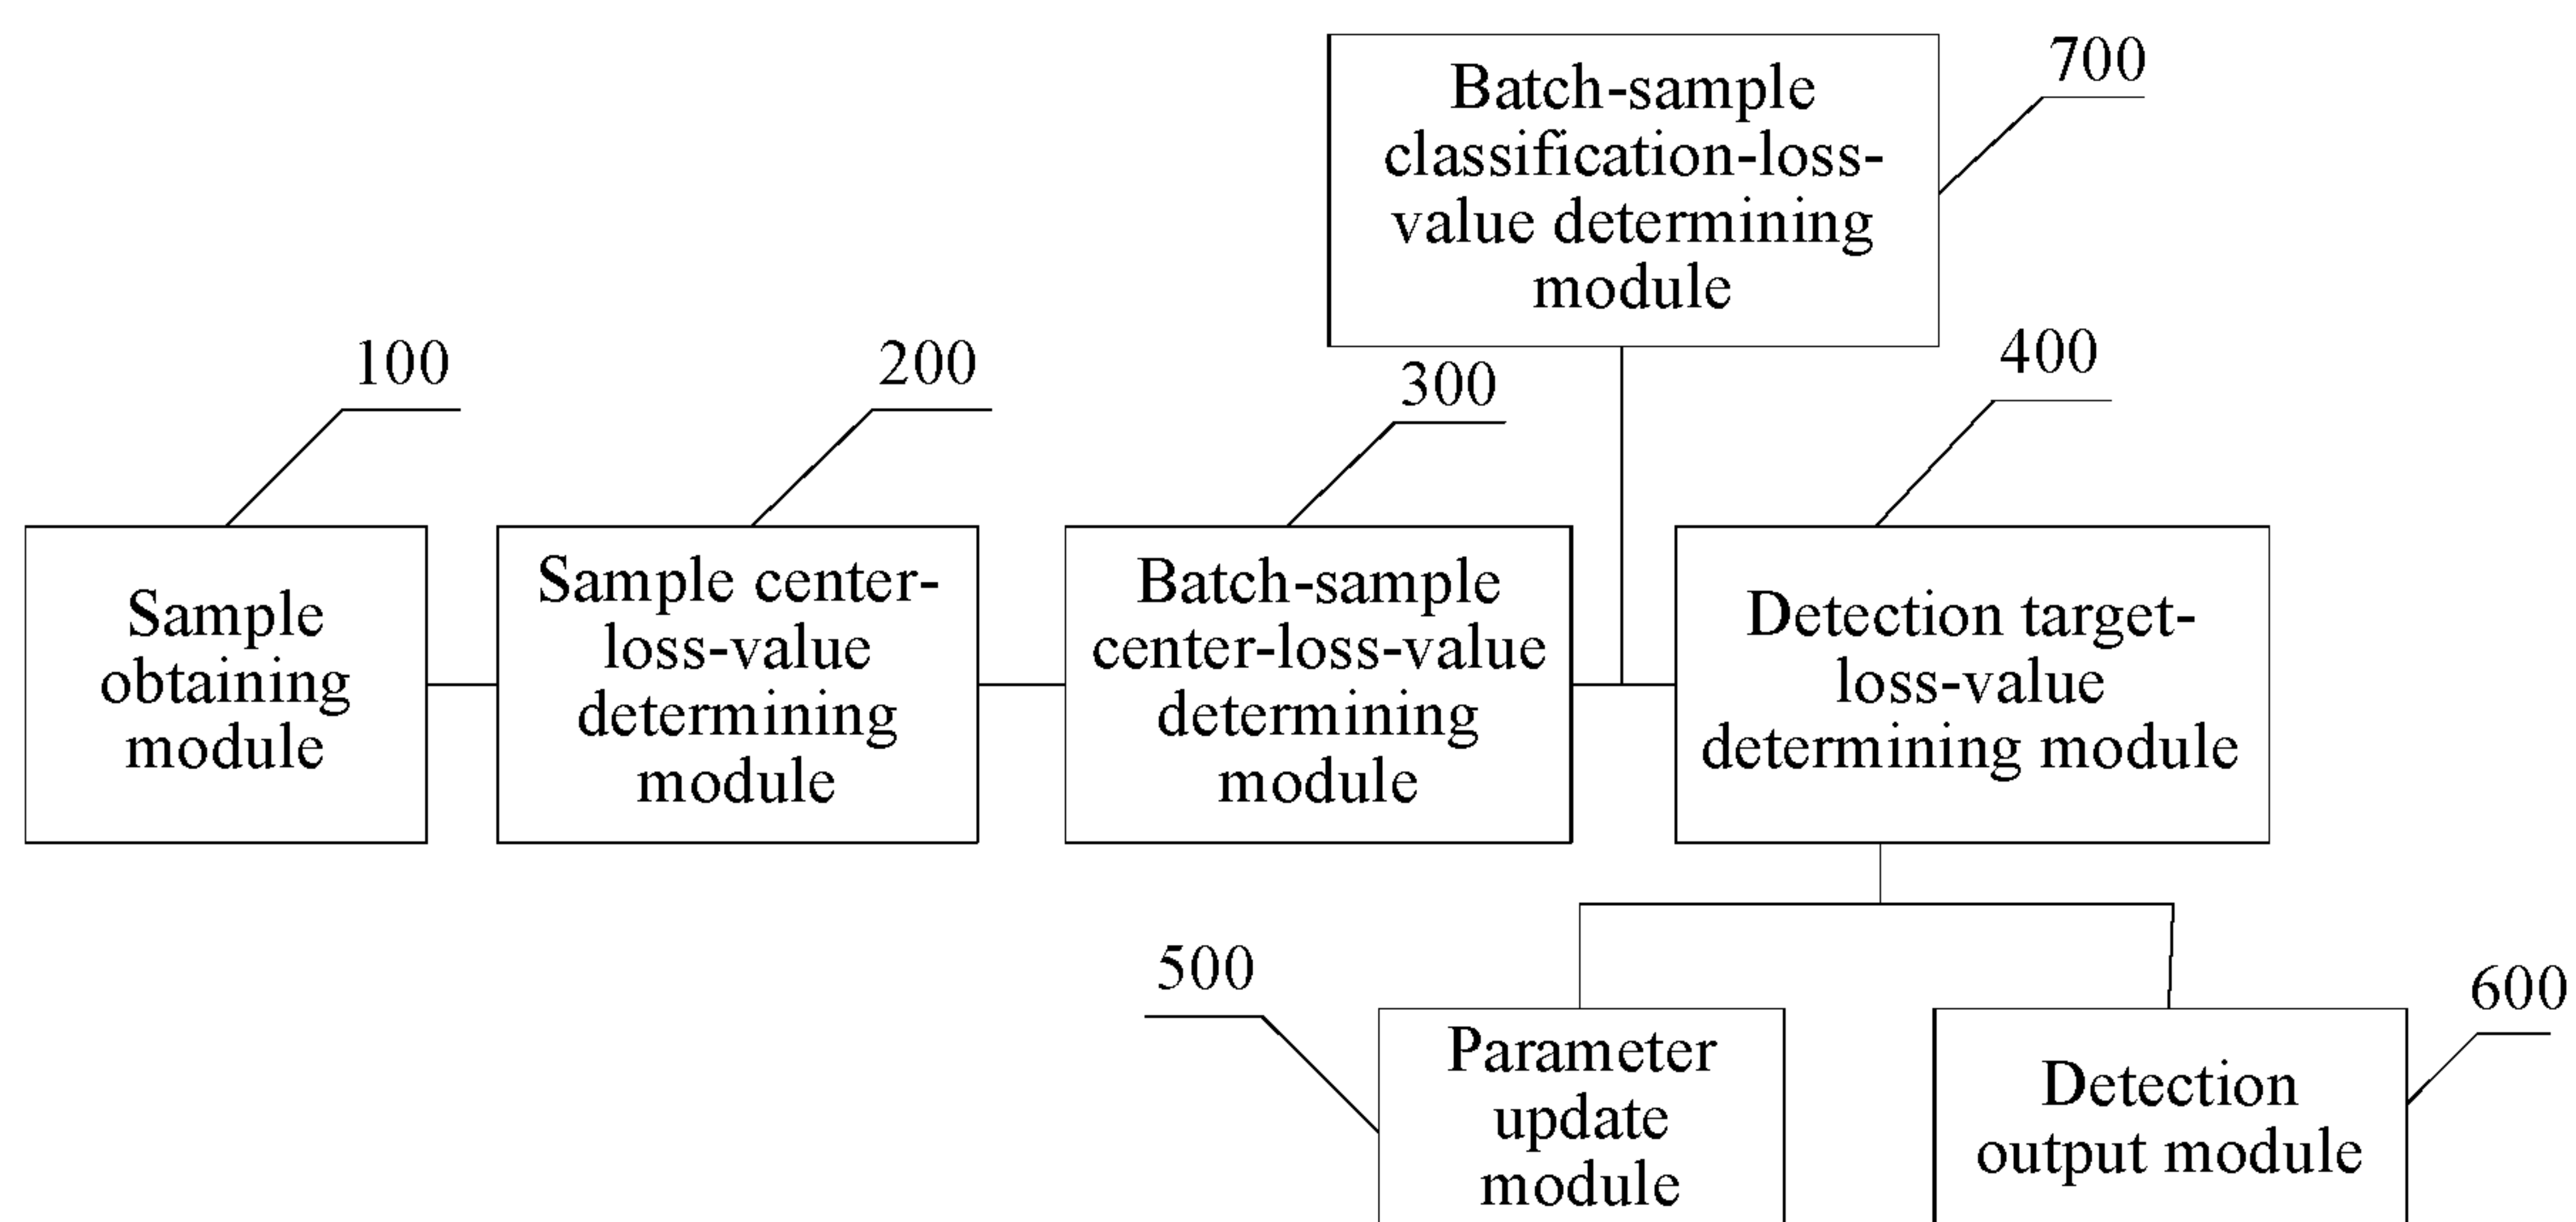 700
Batch-sample
classification-loss-
value determining
module
100
200
300
400
Sample
obtaining
module
Sample center-
loss-value
determining
module
Batch-sample
center-loss-value
determining
module
Detection target-
loss-value
determining module
500
600
Parameter
update
module
Detection
output module